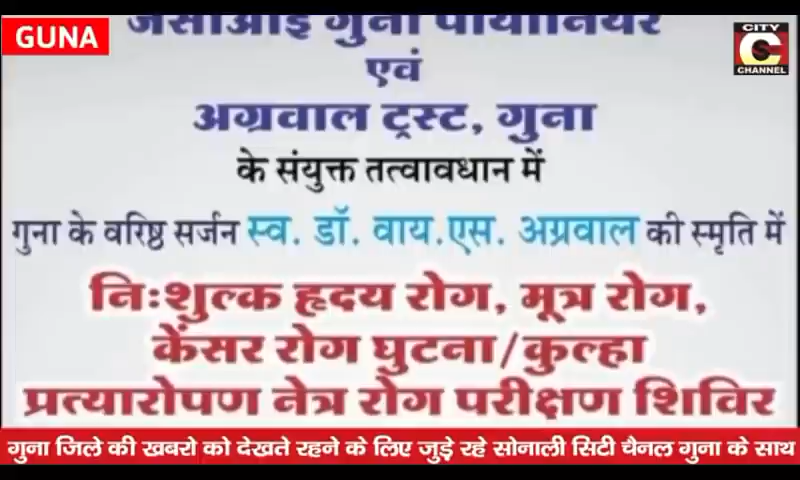 GUNA
CITY
CHANNEL
जेसीआई गुना पायोनियर
एवं
अग्रवाल ट्रस्ट, गुना
के संयुक्त तत्वावधान में
गुना के वरिष्ठ सर्जन स्व. डॉ. वाय.एस. अग्रवाल की स्मृति में
निःशुल्क हृदय रोग, मूत्र रोग,
केंसर रोग घुटना/कुल्हा
प्रत्यारोपण नेत्र रोग परीक्षण शिविर
गुना जिले की खबरो को देखते रहने के लिए जुड़े रहे सोनाली सिटी चैनल गुना के साथ